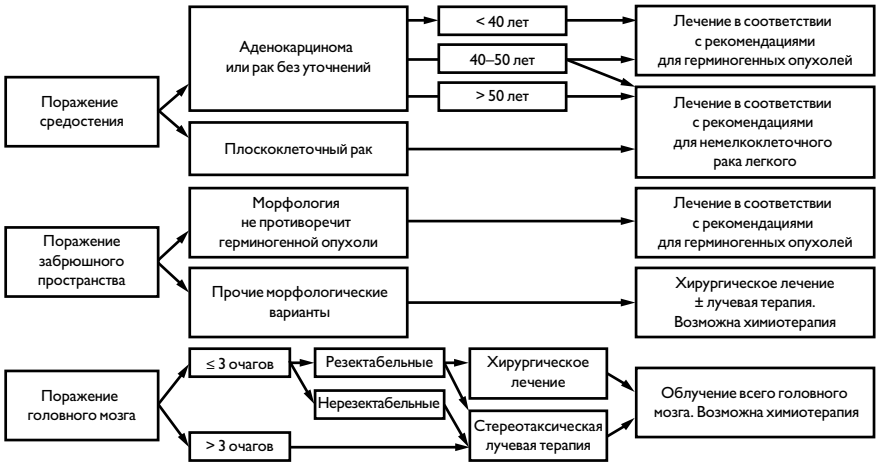 Поражение
средостения
Аденокарцинома
или рак без уточнений
< 40 лет
40–50 лет
> 50 лет
Лечение в соответствии
с рекомендациями
для герминогенных опухолей
Плоскоклеточный рак
Лечение в соответствии
с рекомендациями
для немелкоклеточного
рака легкого
Поражение
забрюшного
пространства
Морфология
не противоречит
герминогенной опухоли
Лечение в соответствии
с рекомендациями
для герминогенных опухолей
Прочие морфологические
варианты
Хирургическое лечение
± лучевая терапия.
Возможна химиотерапия
Поражение
головного мозга
≤ 3 очагов
Резектабельные
Нерезектабельные
Хирургическое
лечение
> 3 очагов
Стереотаксическая
лучевая терапия
Облучение всего головного
мозга. Возможна химиотерапия